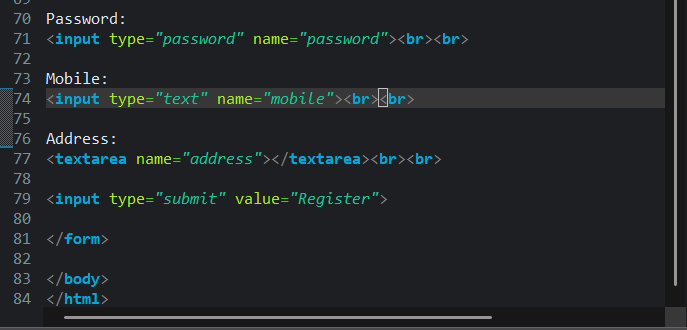 70 Password:
71 <input type="password" name="password"><br><br>
72
73 Mobile:
74 <input type="text" name="mobile"><br><br>
75
76 Address:
77 <textarea name="address"></textarea><br><br>
78
79 <input type="submit" value="Register">
80
81 </form>
82
83 </body>
84 </html>